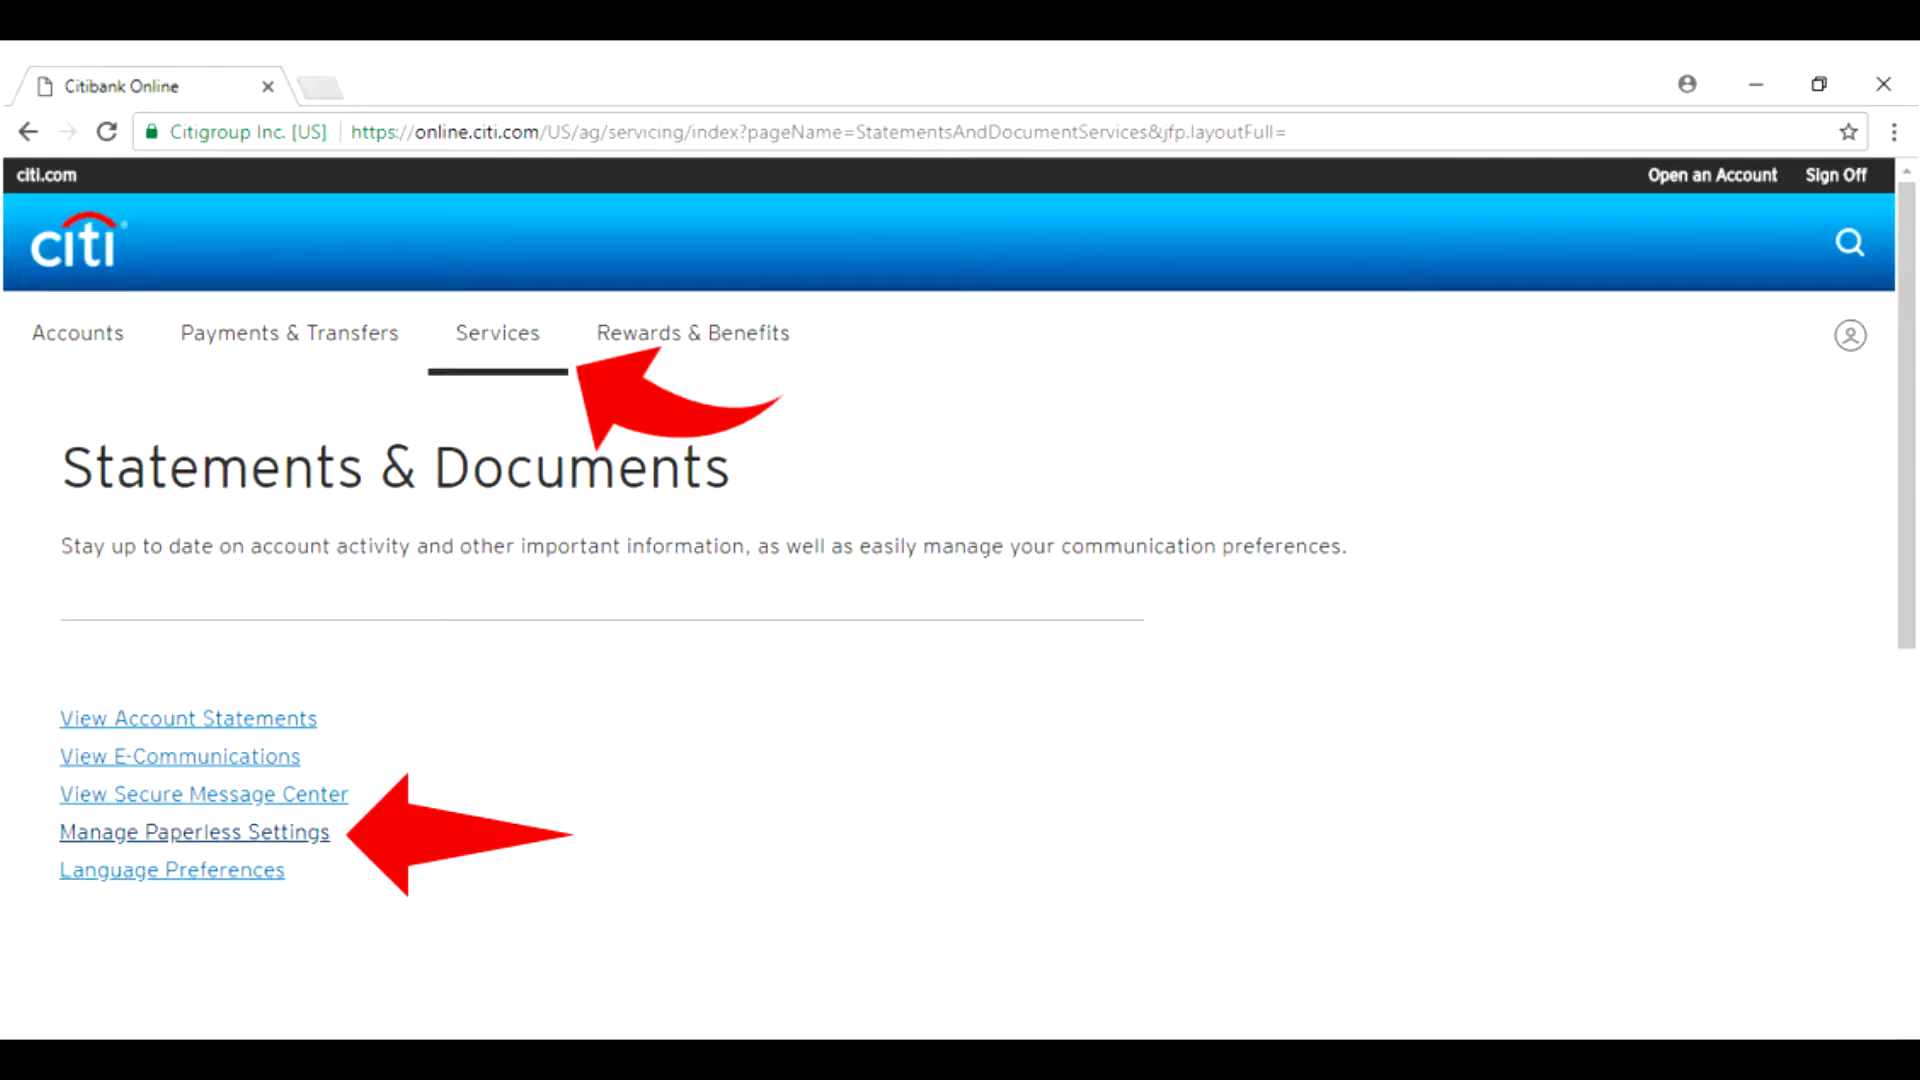 Citibank Online
Citigroup Inc. [US] https://online.citi.com/US/ag/servicing/index?pageName=StatementsAndDocumentServices&jfp.layoutFull=
citi.com Open an Account Sign Off
citi
Accounts Payments & Transfers Services Rewards & Benefits
Statements & Documents
Stay up to date on account activity and other important information, as well as easily manage your communication preferences.
View Account Statements
View E-Communications
View Secure Message Center
Manage Paperless Settings
Language Preferences